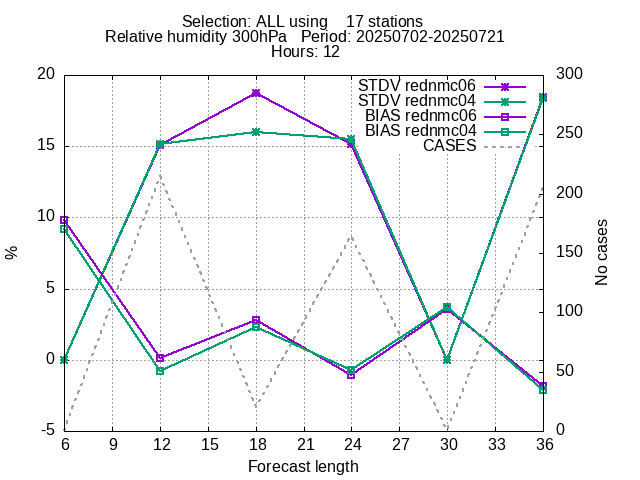 Selection: ALL using 17 stations
Relative humidity 300hPa Period: 20250702-20250721
Hours: 12
STDV rednmc06
STDV rednmc04
BIAS rednmc06
BIAS rednmc04
CASES
20
15
10
5
0
-5
%
300
250
200
150
100
50
0
No cases
6 9 12 15 18 21 24 27 30 33 36
Forecast length